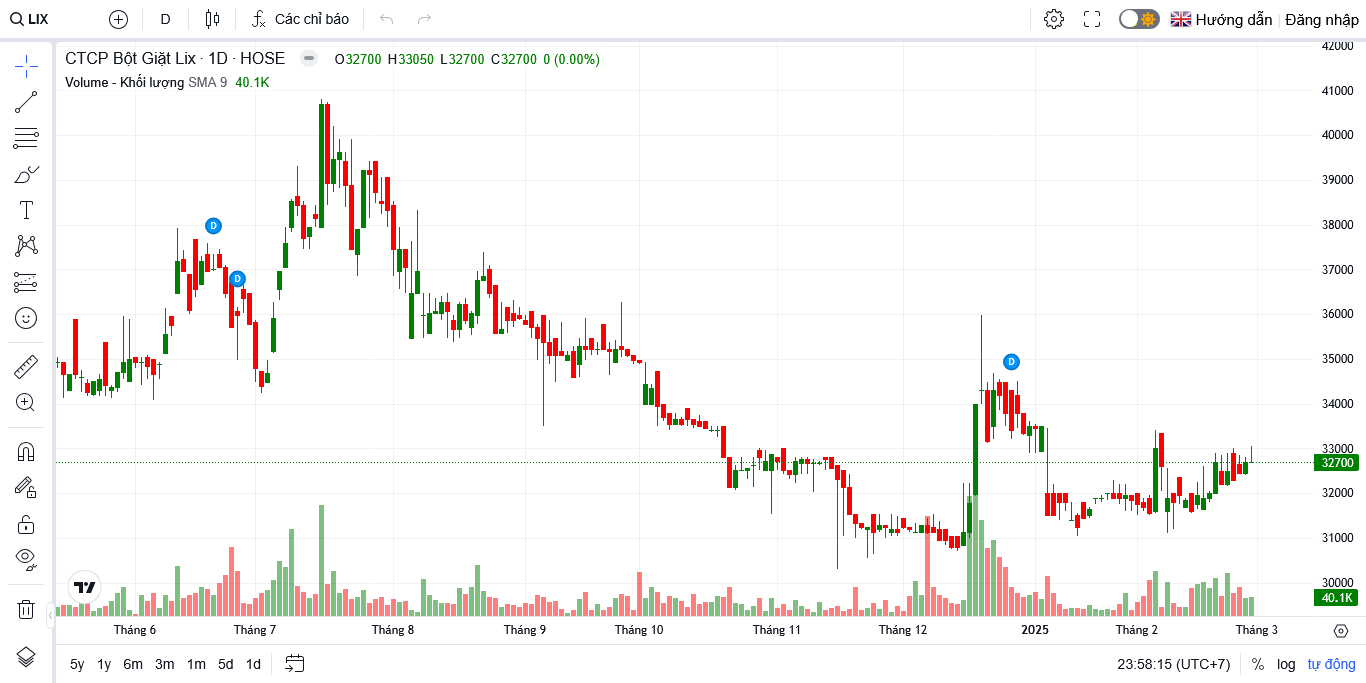 LIX D Các chỉ báo Hướng dẫn Đăng nhập
CTCP Bột Giặt Lix · 1D · HOSE O32700 H33050 L32700 C32700 0 (0.00%)
Volume - Khối lượng SMA 9 40.1K
42000
41000
40000
39000
38000
D
37000
D
36000
35000
D
34000
33000
32700
32000
31000
30000
40.1K
Tháng 6 Tháng 7 Tháng 8 Tháng 9 Tháng 10 Tháng 11 Tháng 12 2025 Tháng 2 Tháng 3
5y 1y 6m 3m 1m 5d 1d 23:58:15 (UTC+7) % log tự động